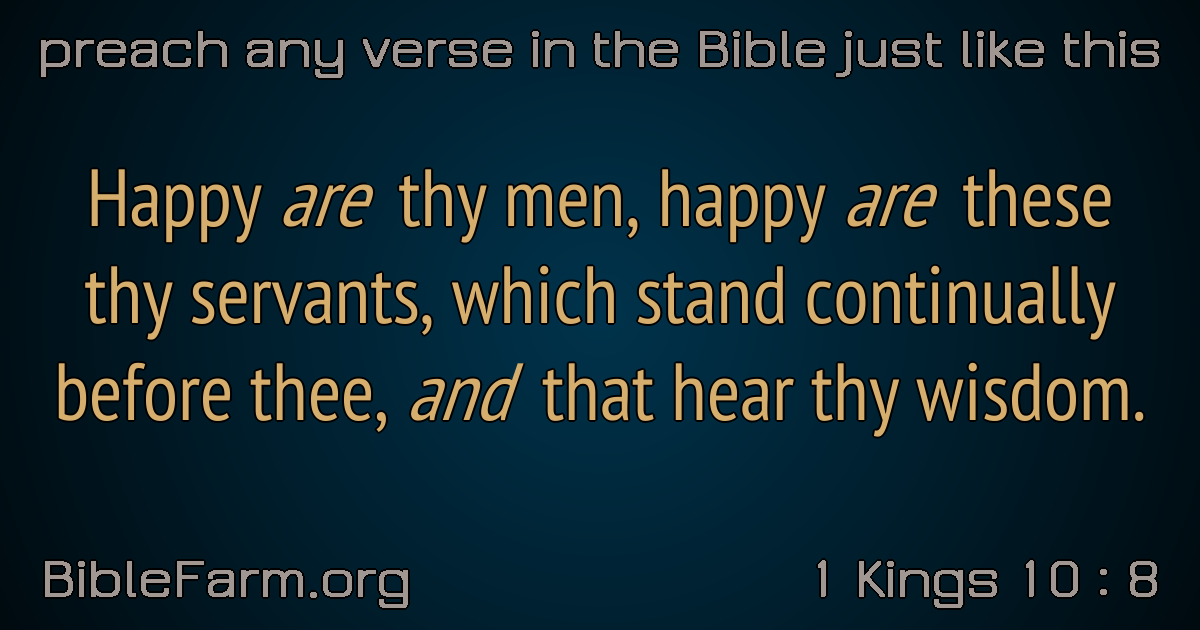 preach any verse in the Bible just like this
Happy are thy men, happy are these
thy servants, which stand continually
before thee, and that hear thy wisdom.
BibleFarm.org
1 Kings 10 : 8